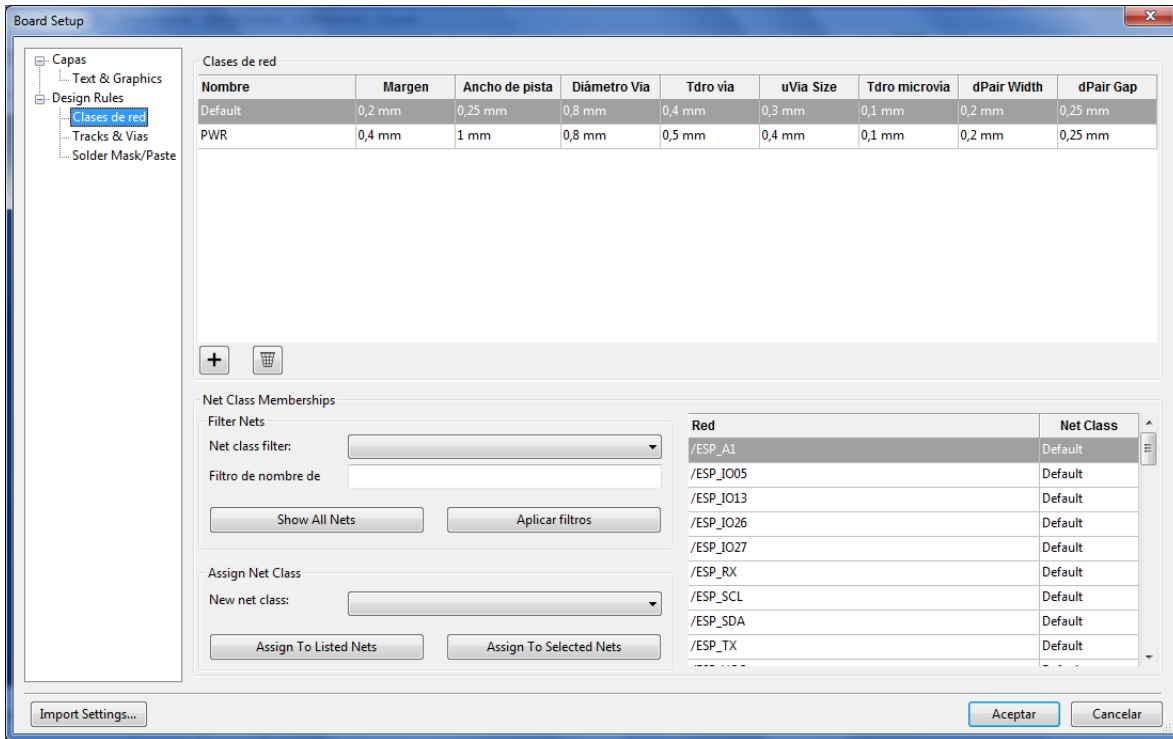 Board Setup
Capas
Text & Graphics
Design Rules
Clases de red
Tracks & Vias
Solder Mask/Paste
Clases de red
Nombre Margen Ancho de pista Diámetro Via Tdro vía uVia Size Tdro microvía dPair Width dPair Gap
Default 0,2 mm 0,25 mm 0,8 mm 0,4 mm 0,3 mm 0,1 mm 0,2 mm 0,25 mm
PWR 0,4 mm 1 mm 0,8 mm 0,5 mm 0,4 mm 0,1 mm 0,2 mm 0,25 mm
Net Class Memberships
Filter Nets
Net class filter:
Filtro de nombre de
Show All Nets Aplicar filtros
Assign Net Class
New net class:
Assign To Listed Nets Assign To Selected Nets
Red Net Class
/ESP_A1 Default
/ESP_IO05 Default
/ESP_IO13 Default
/ESP_IO26 Default
/ESP_IO27 Default
/ESP_RX Default
/ESP_SCL Default
/ESP_SDA Default
/ESP_TX Default
Import Settings... Aceptar Cancelar